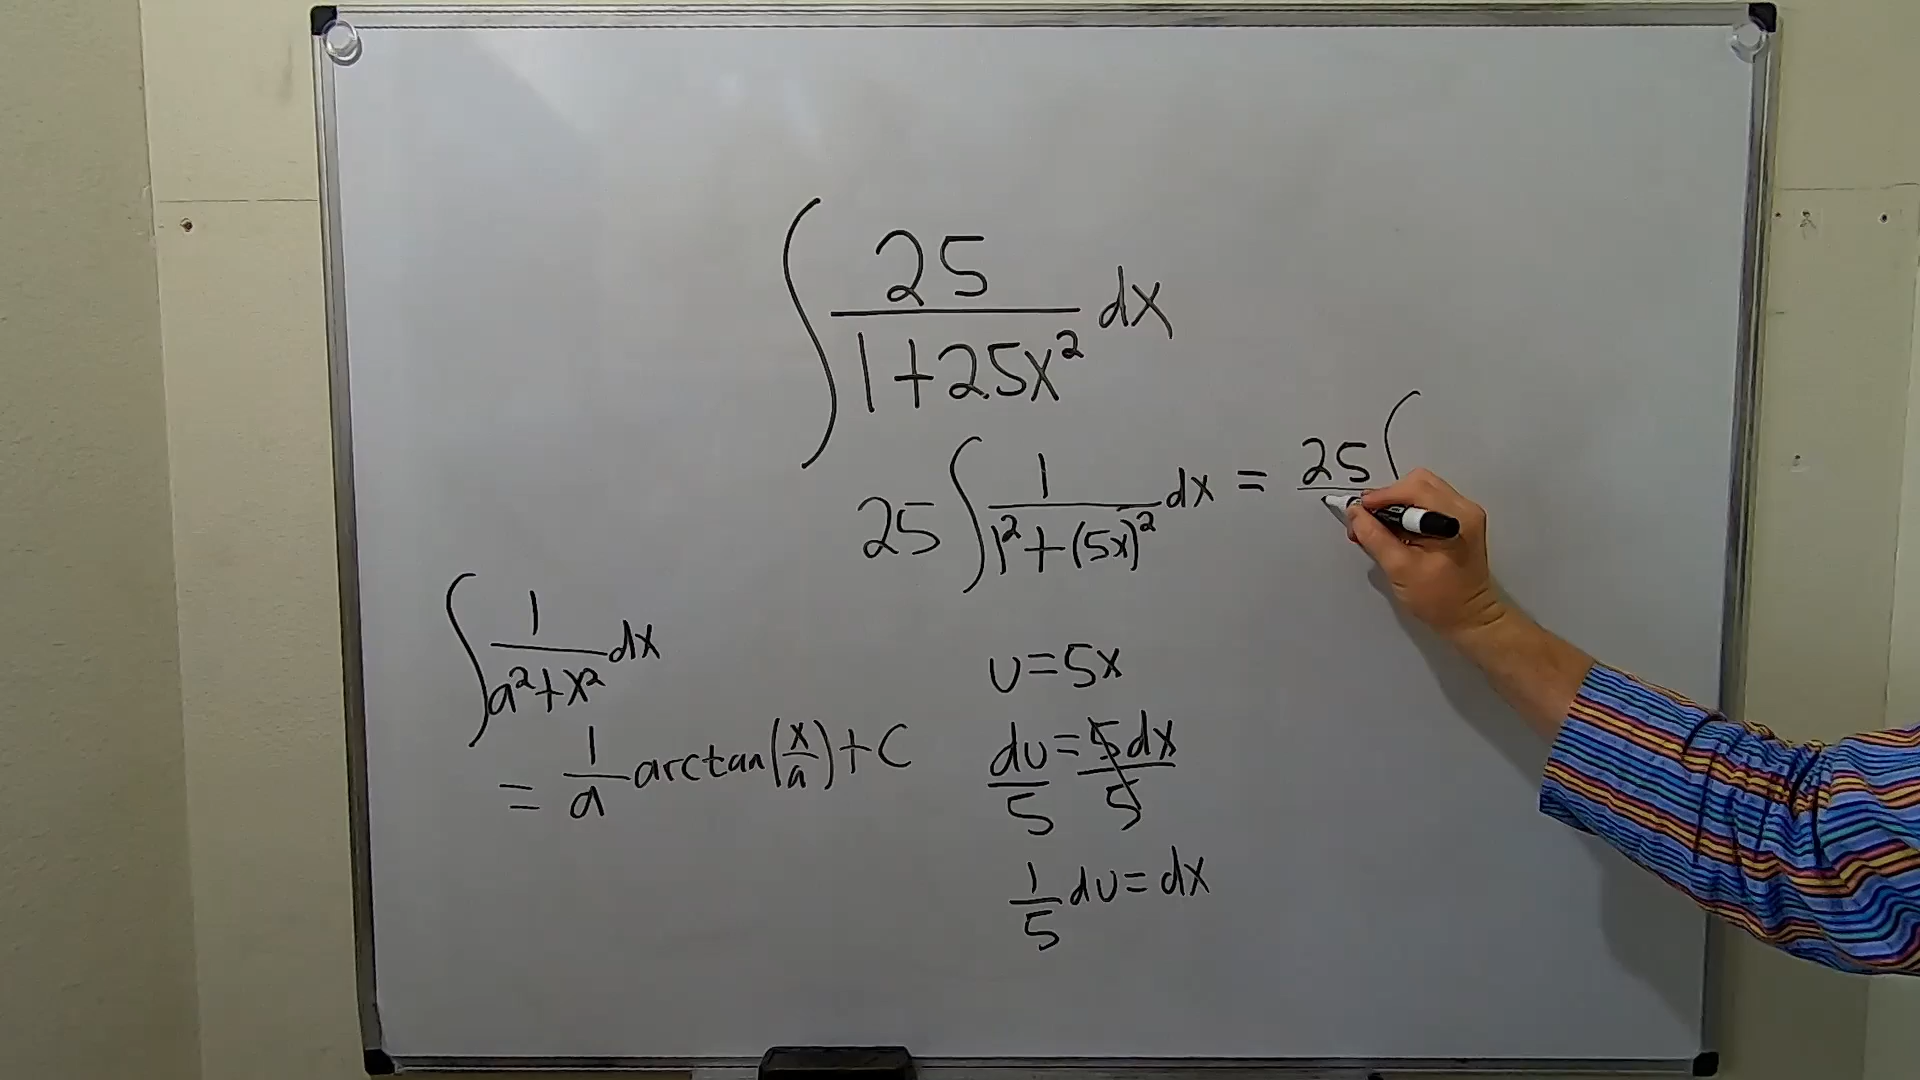 ∫ 25/(1+25x²) dx
25 ∫ 1/(1²+(5x)²) dx = 25 ∫
∫ 1/(a²+x²) dx
= 1/a arctan(x/a)+C
u=5x
du/5=5dx/5
1/5 du=dx